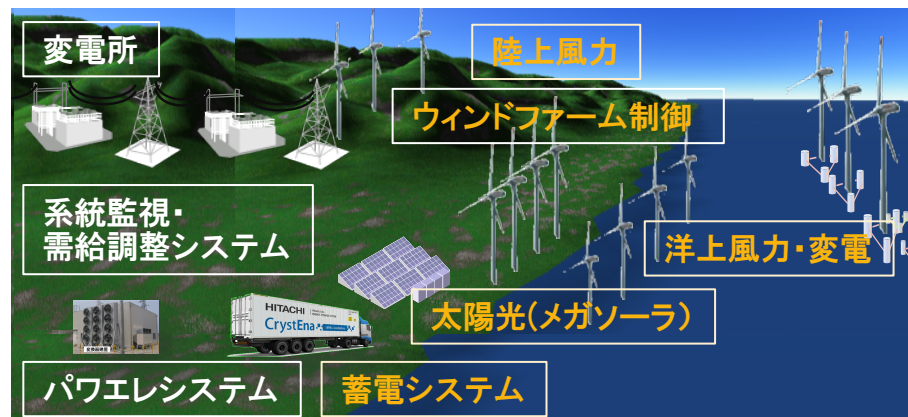 変電所
陸上風力
ウィンドファーム制御
系統監視・
需給調整システム
洋上風力・変電
HITACHI
CrystEna
太陽光(メガソーラ)
パワエレシステム
蓄電システム